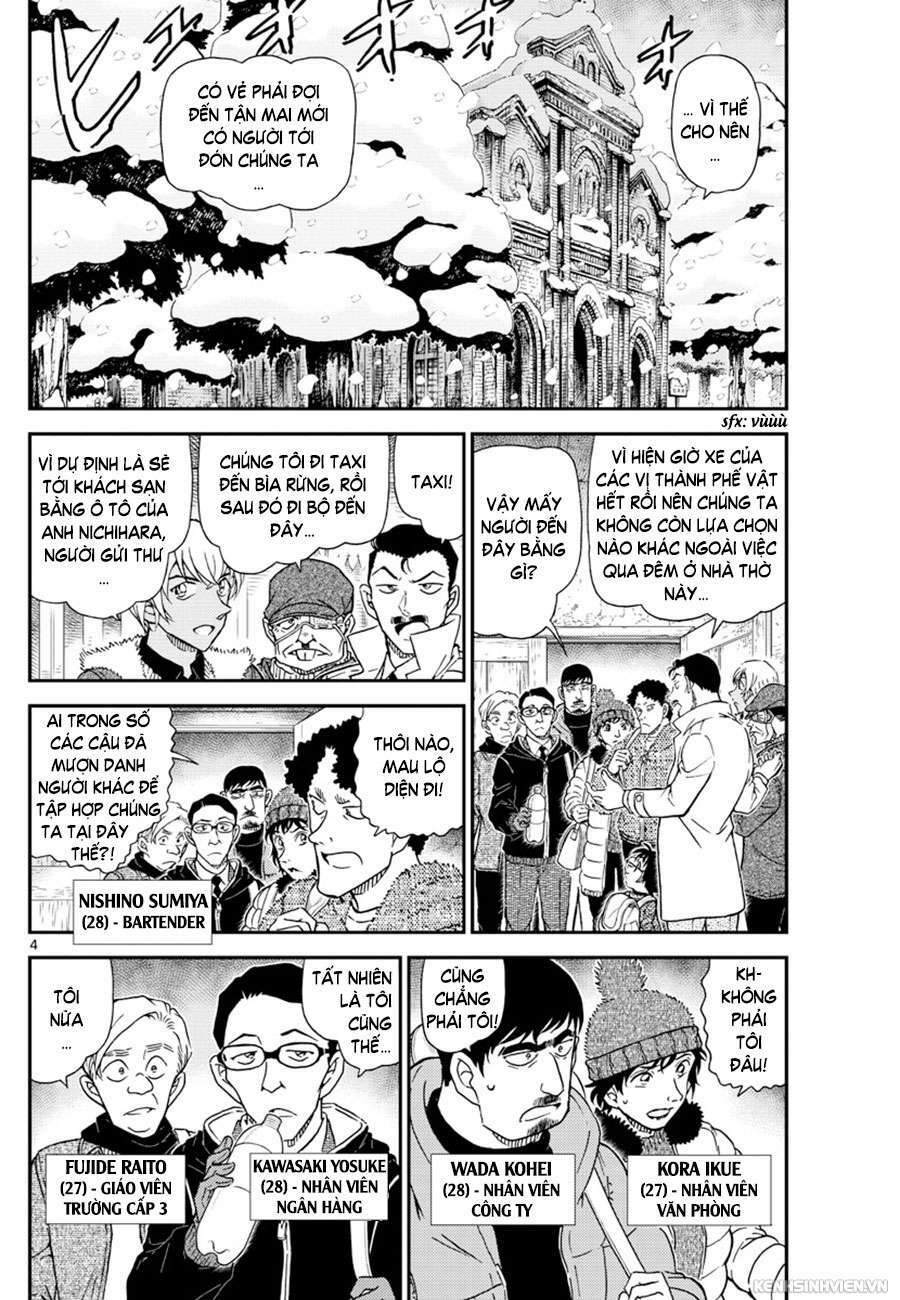 ... VÌ THẾ
CHO NÊN
...
CÓ VẺ PHẢI ĐỢI
ĐẾN TẬN MAI MỚI
CÓ NGƯỜI TỚI
ĐÓN CHÚNG TA
...
ビュオオオオ
sfx: vùùù
VÌ HIỆN GIỜ XE CỦA
CÁC VỊ THÀNH PHẾ VẬT
HẾT RỒI NÊN CHÚNG TA
KHÔNG CÒN LỰA CHỌN
NÀO KHÁC NGOÀI VIỆC
QUA ĐÊM Ở NHÀ THỜ
NÀY...
VẬY MẤY
NGƯỜI ĐẾN
ĐÂY BẰNG
GÌ?
TAXI!
CHÚNG TÔI ĐI TAXI
ĐẾN BÌA RỪNG, RỒI
SAU ĐÓ ĐI BỘ ĐẾN
ĐÂY...
VÌ DỰ ĐỊNH LÀ SẼ
TỚI KHÁCH SẠN
BẰNG Ô TÔ CỦA
ANH NICHIHARA,
NGƯỜI GỬI THƯ
...
THÔI NÀO,
MAU LỘ
DIỆN ĐI!
AI TRONG SỐ
CÁC CẬU ĐÃ
MƯỢN DANH
NGƯỜI KHÁC ĐỂ
TẬP HỢP CHÚNG
TA TẠI ĐÂY
THẾ?!
NISHINO SUMIYA
(28) - BARTENDER
4
KH-
KHÔNG
PHẢI
TÔI
ĐÂU!
CŨNG
CHẲNG
PHẢI TÔI!
KORA IKUE
(27) - NHÂN VIÊN
VĂN PHÒNG
WADA KOHEI
(28) - NHÂN VIÊN
CÔNG TY
TẤT NHIÊN
LÀ TÔI
CŨNG
THẾ...
TÔI
NỮA
...
KAWASAKI YOSUKE
(28) - NHÂN VIÊN
NGÂN HÀNG
FUJIDE RAITO
(27) - GIÁO VIÊN
TRƯỜNG CẤP 3
KENHSINHVIEN.VN